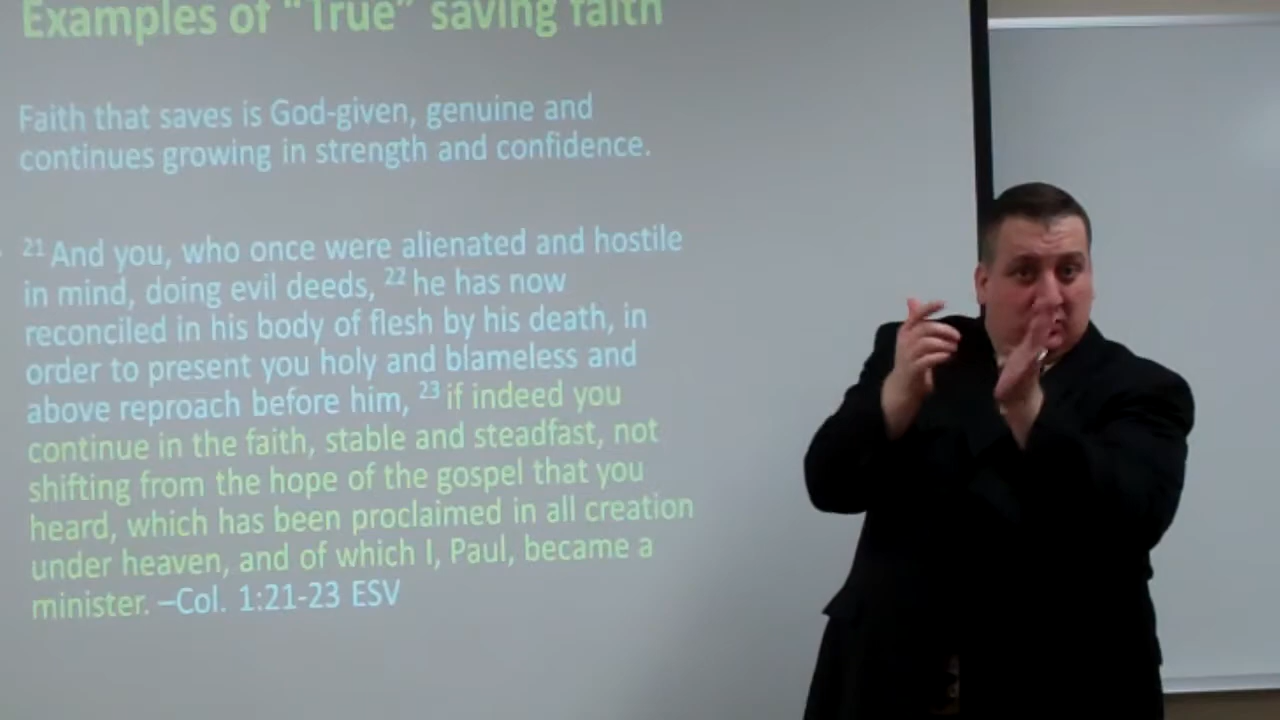 Examples of "True" saving faith
Faith that saves is God-given, genuine and
continues growing in strength and confidence.
21 And you, who once were alienated and hostile
in mind, doing evil deeds, 22 he has now
reconciled in his body of flesh by his death, in
order to present you holy and blameless and
above reproach before him, 23 if indeed you
continue in the faith, stable and steadfast, not
shifting from the hope of the gospel that you
heard, which has been proclaimed in all creation
under heaven, and of which I, Paul, became a
minister. –Col. 1:21-23 ESV